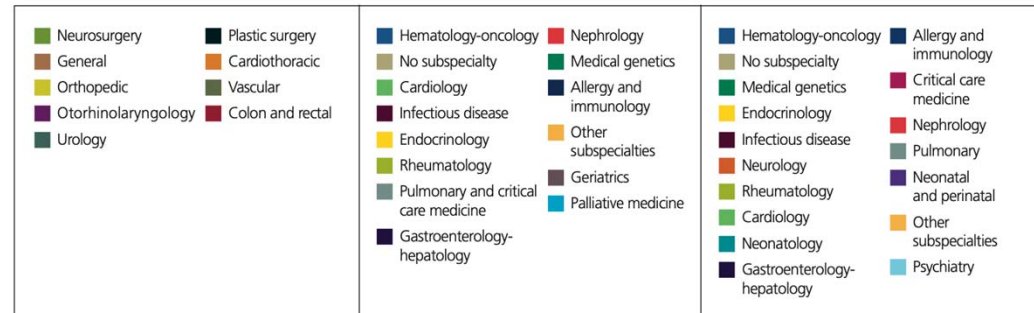 Neurosurgery
General
Orthopedic
Otorhinolaryngology
Urology
Plastic surgery
Cardiothoracic
Vascular
Colon and rectal
Hematology-oncology
No subspecialty
Cardiology
Infectious disease
Endocrinology
Rheumatology
Pulmonary and critical
care medicine
Gastroenterology-
hepatology
Nephrology
Medical genetics
Allergy and
immunology
Other
subspecialties
Geriatrics
Palliative medicine
Hematology-oncology
No subspecialty
Medical genetics
Endocrinology
Infectious disease
Neurology
Rheumatology
Cardiology
Neonatology
Gastroenterology-
hepatology
Allergy and
immunology
Critical care
medicine
Nephrology
Pulmonary
Neonatal
and perinatal
Other
subspecialties
Psychiatry